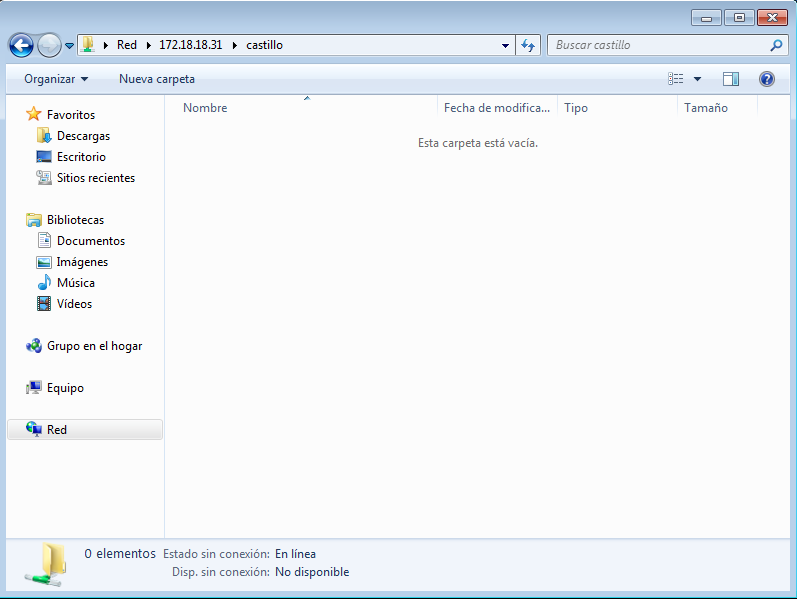 Red 172.18.18.31 castillo Buscar castillo
Organizar Nueva carpeta
Nombre Fecha de modifica... Tipo Tamaño
Esta carpeta está vacía.
Favoritos
Descargas
Escritorio
Sitios recientes
Bibliotecas
Documentos
Imágenes
Música
Vídeos
Grupo en el hogar
Equipo
Red
0 elementos Estado sin conexión: En línea
Disp. sin conexión: No disponible